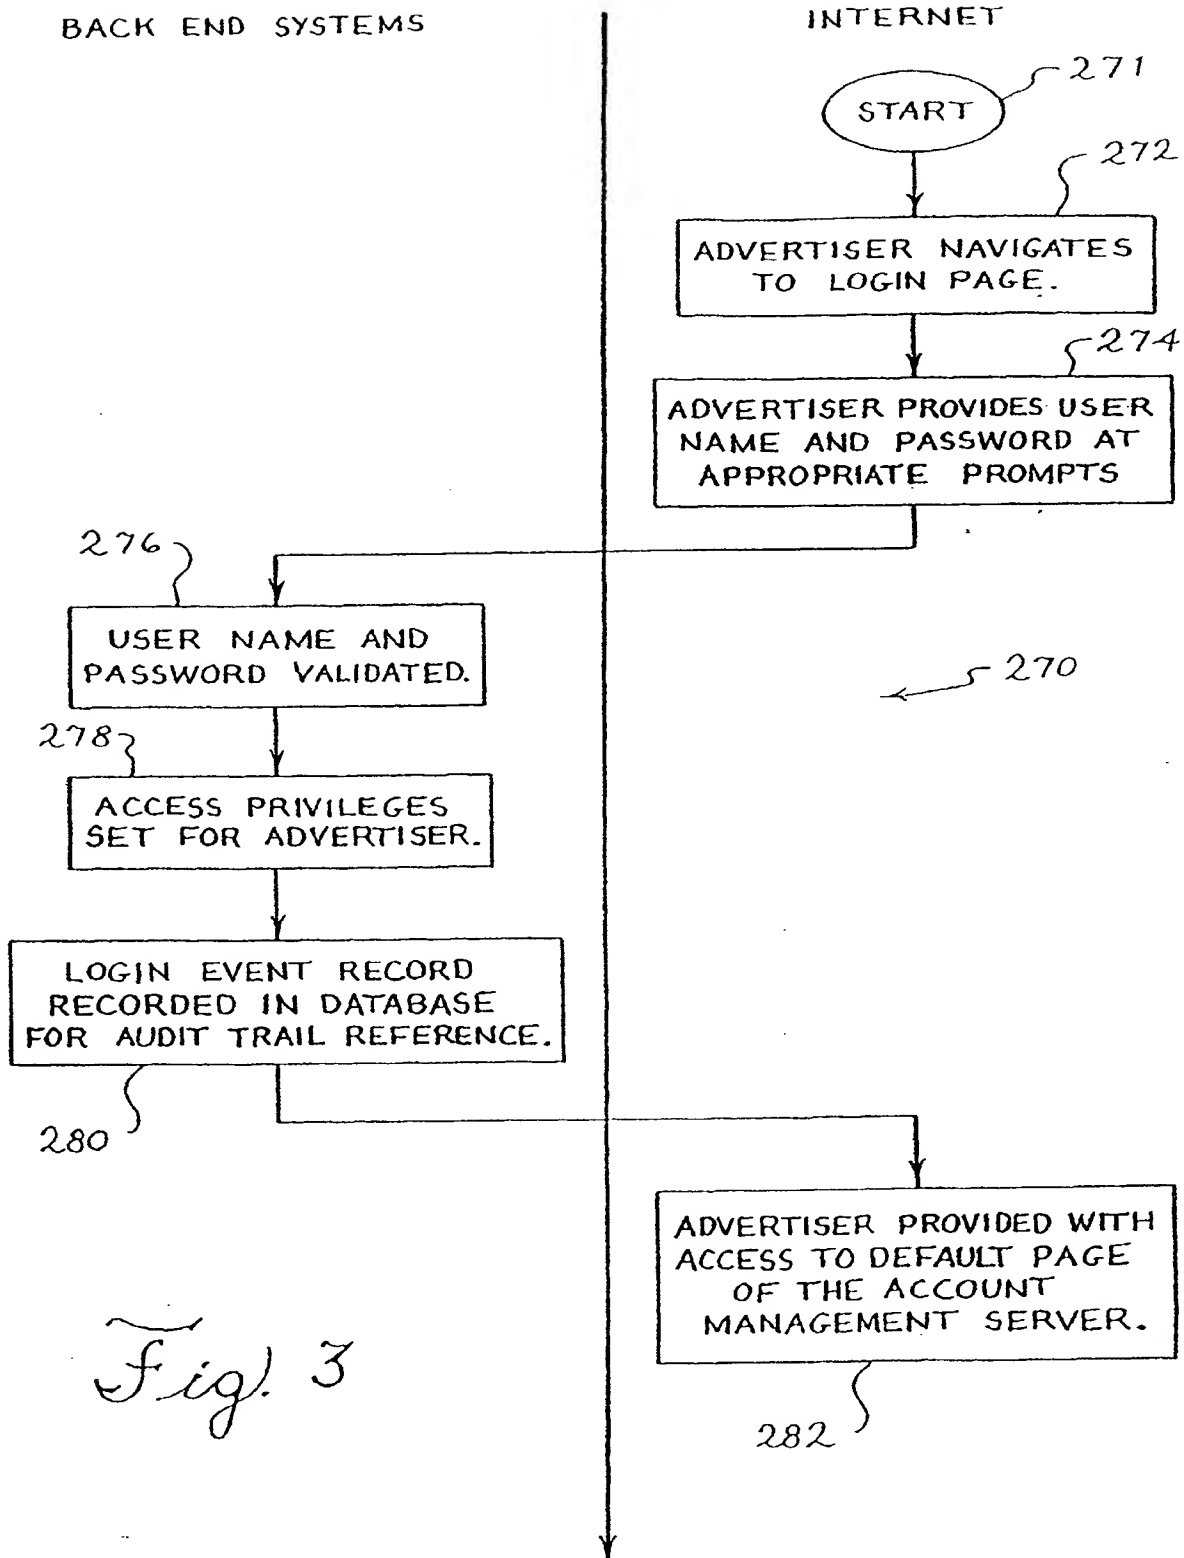 BACK END SYSTEMS
INTERNET
271
START
272
ADVERTISER NAVIGATES
TO LOGIN PAGE.
274
ADVERTISER PROVIDES USER
NAME AND PASSWORD AT
APPROPRIATE PROMPTS
276
USER NAME AND
PASSWORD VALIDATED.
270
278
ACCESS PRIVILEGES
SET FOR ADVERTISER.
LOGIN EVENT RECORD
RECORDED IN DATABASE
FOR AUDIT TRAIL REFERENCE.
280
ADVERTISER PROVIDED WITH
ACCESS TO DEFAULT PAGE
OF THE ACCOUNT
MANAGEMENT SERVER.
282
Fig. 3